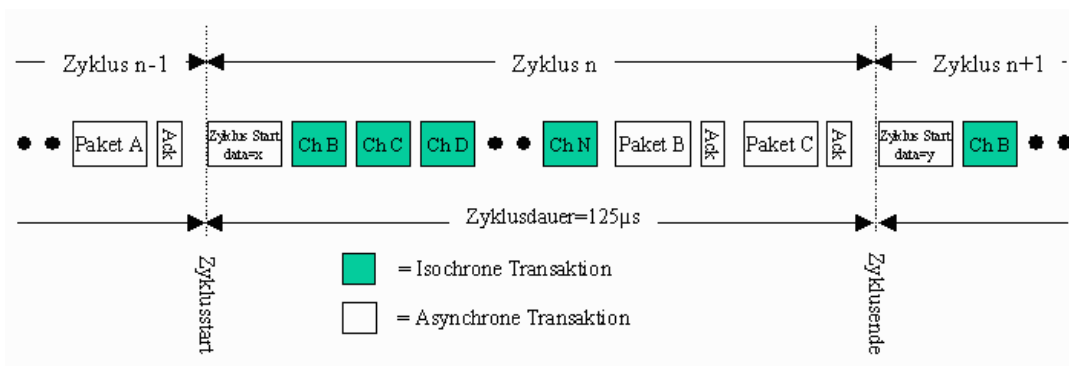 Zyklus n-1
Zyklus n
Zyklus n+1
Paket A
Ack
Zyklus Start
data=x
Ch B
Ch C
Ch D
Ch N
Paket B
Ack
Paket C
Ack
Zyklus Start
data=y
Ch B
Zyklusdauer=125µs
Zyklusstart
Zyklusende
= Isochrone Transaktion
= Asynchrone Transaktion